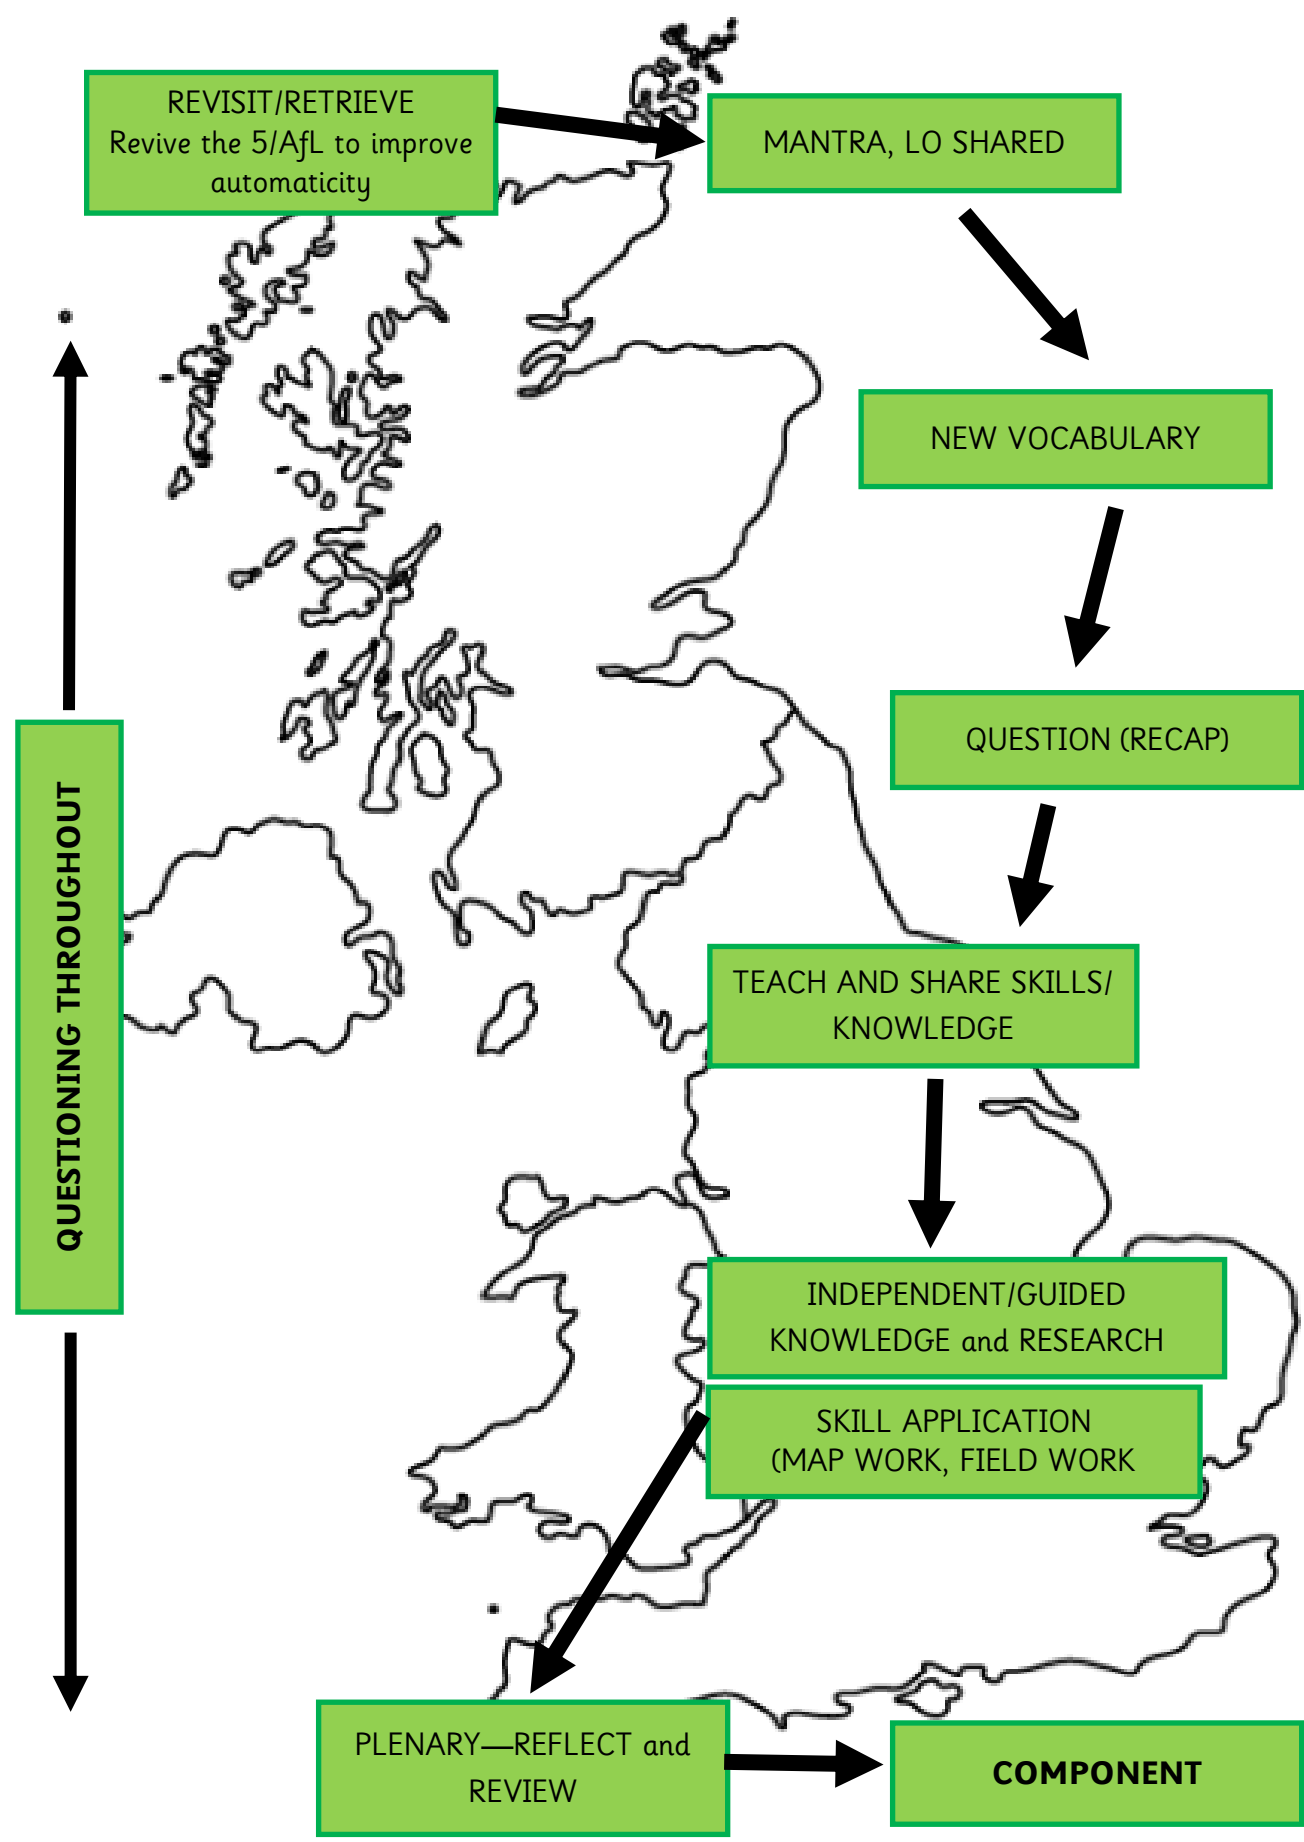 REVISIT/RETRIEVE
Revive the 5/AfL to improve
automaticity
MANTRA, LO SHARED
NEW VOCABULARY
QUESTION (RECAP)
TEACH AND SHARE SKILLS/
KNOWLEDGE
INDEPENDENT/GUIDED
KNOWLEDGE and RESEARCH
SKILL APPLICATION
(MAP WORK, FIELD WORK
PLENARY—REFLECT and
REVIEW
COMPONENT
QUESTIONING THROUGHOUT